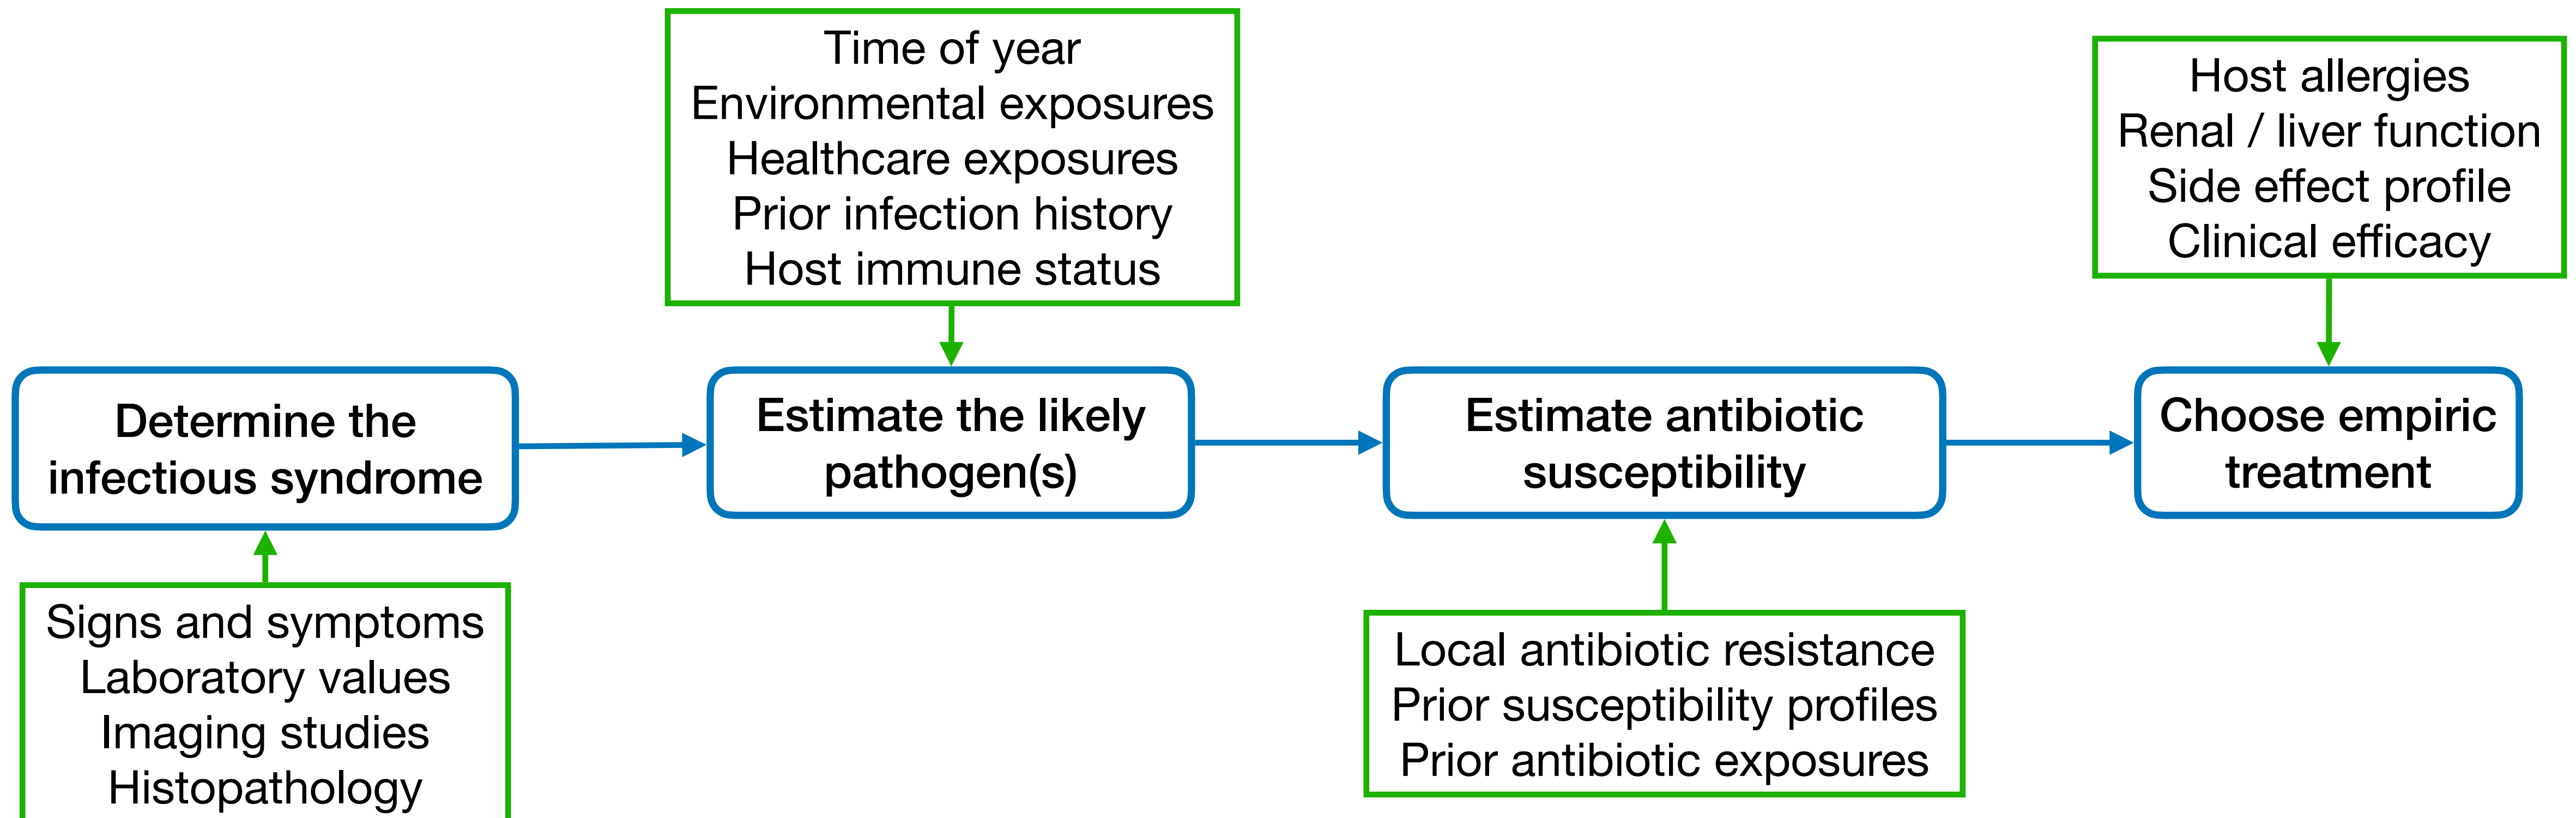 Time of year
Environmental exposures
Healthcare exposures
Prior infection history
Host immune status
Host allergies
Renal / liver function
Side effect profile
Clinical efficacy
Determine the
infectious syndrome
Estimate the likely
pathogen(s)
Estimate antibiotic
susceptibility
Choose empiric
treatment
Signs and symptoms
Laboratory values
Imaging studies
Histopathology
Local antibiotic resistance
Prior susceptibility profiles
Prior antibiotic exposures